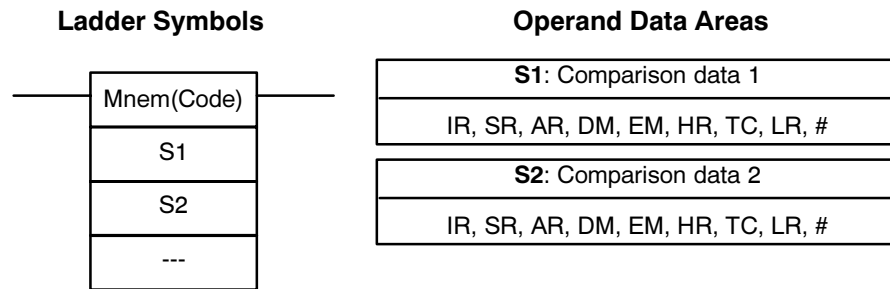 Ladder Symbols
Mnem(Code)
S1
S2
---
Operand Data Areas
S1: Comparison data 1
IR, SR, AR, DM, EM, HR, TC, LR, #
S2: Comparison data 2
IR, SR, AR, DM, EM, HR, TC, LR, #